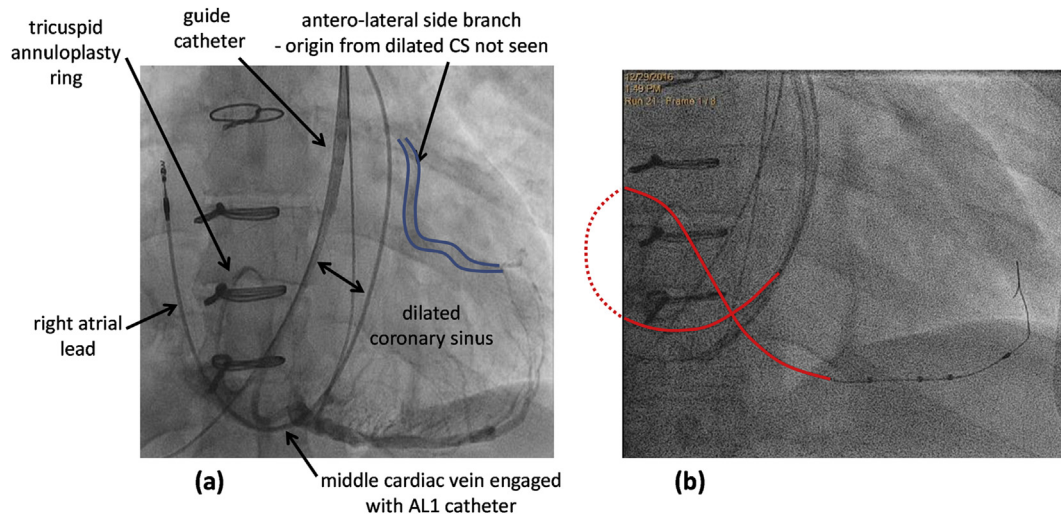 tricuspid
annuloplasty
ring
guide
catheter
antero-lateral side branch
- origin from dilated CS not seen
right atrial
lead
dilated
coronary sinus
middle cardiac vein engaged
with AL1 catheter
(a)
12/29/2016
1:49 PM
Run 21 - Frame 1 / 8
(b)